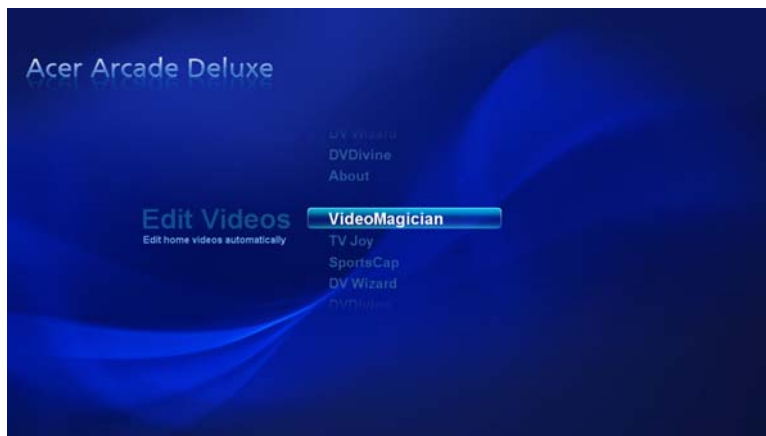 Acer Arcade Deluxe
DV Wizard
DVDivine
About
Edit Videos
VideoMagician
Edit home videos automatically
TV Joy
SportsCap
DV Wizard
DVDivine